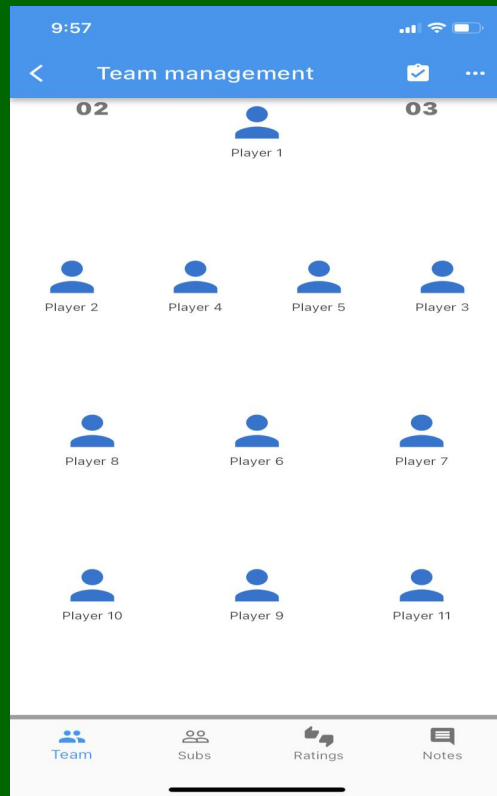 9:57
Team management
02 03
Player 1
Player 2 Player 4 Player 5 Player 3
Player 8 Player 6 Player 7
Player 10 Player 9 Player 11
Team Subs Ratings Notes